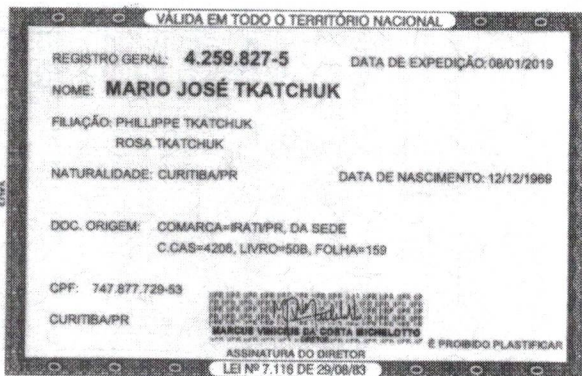 VÁLIDA EM TODO O TERRITÓRIO NACIONAL
REGISTRO GERAL: 4.259.827-5 DATA DE EXPEDIÇÃO: 08/01/2019
NOME: MARIO JOSÉ TKATCHUK
FILIAÇÃO: PHILLIPPE TKATCHUK
ROSA TKATCHUK
NATURALIDADE: CURITIBA/PR DATA DE NASCIMENTO: 12/12/1969
DOC. ORIGEM: COMARCA=IRATI/PR, DA SEDE
C.CAS=4208, LIVRO=50B, FOLHA=159
CPF: 747.877.729-53
CURITIBA/PR
MARCUS VINICIUS DA COSTA MICHELOTTO
É PROIBIDO PLASTIFICAR
ASSINATURA DO DIRETOR
LEI Nº 7.116 DE 29/08/83